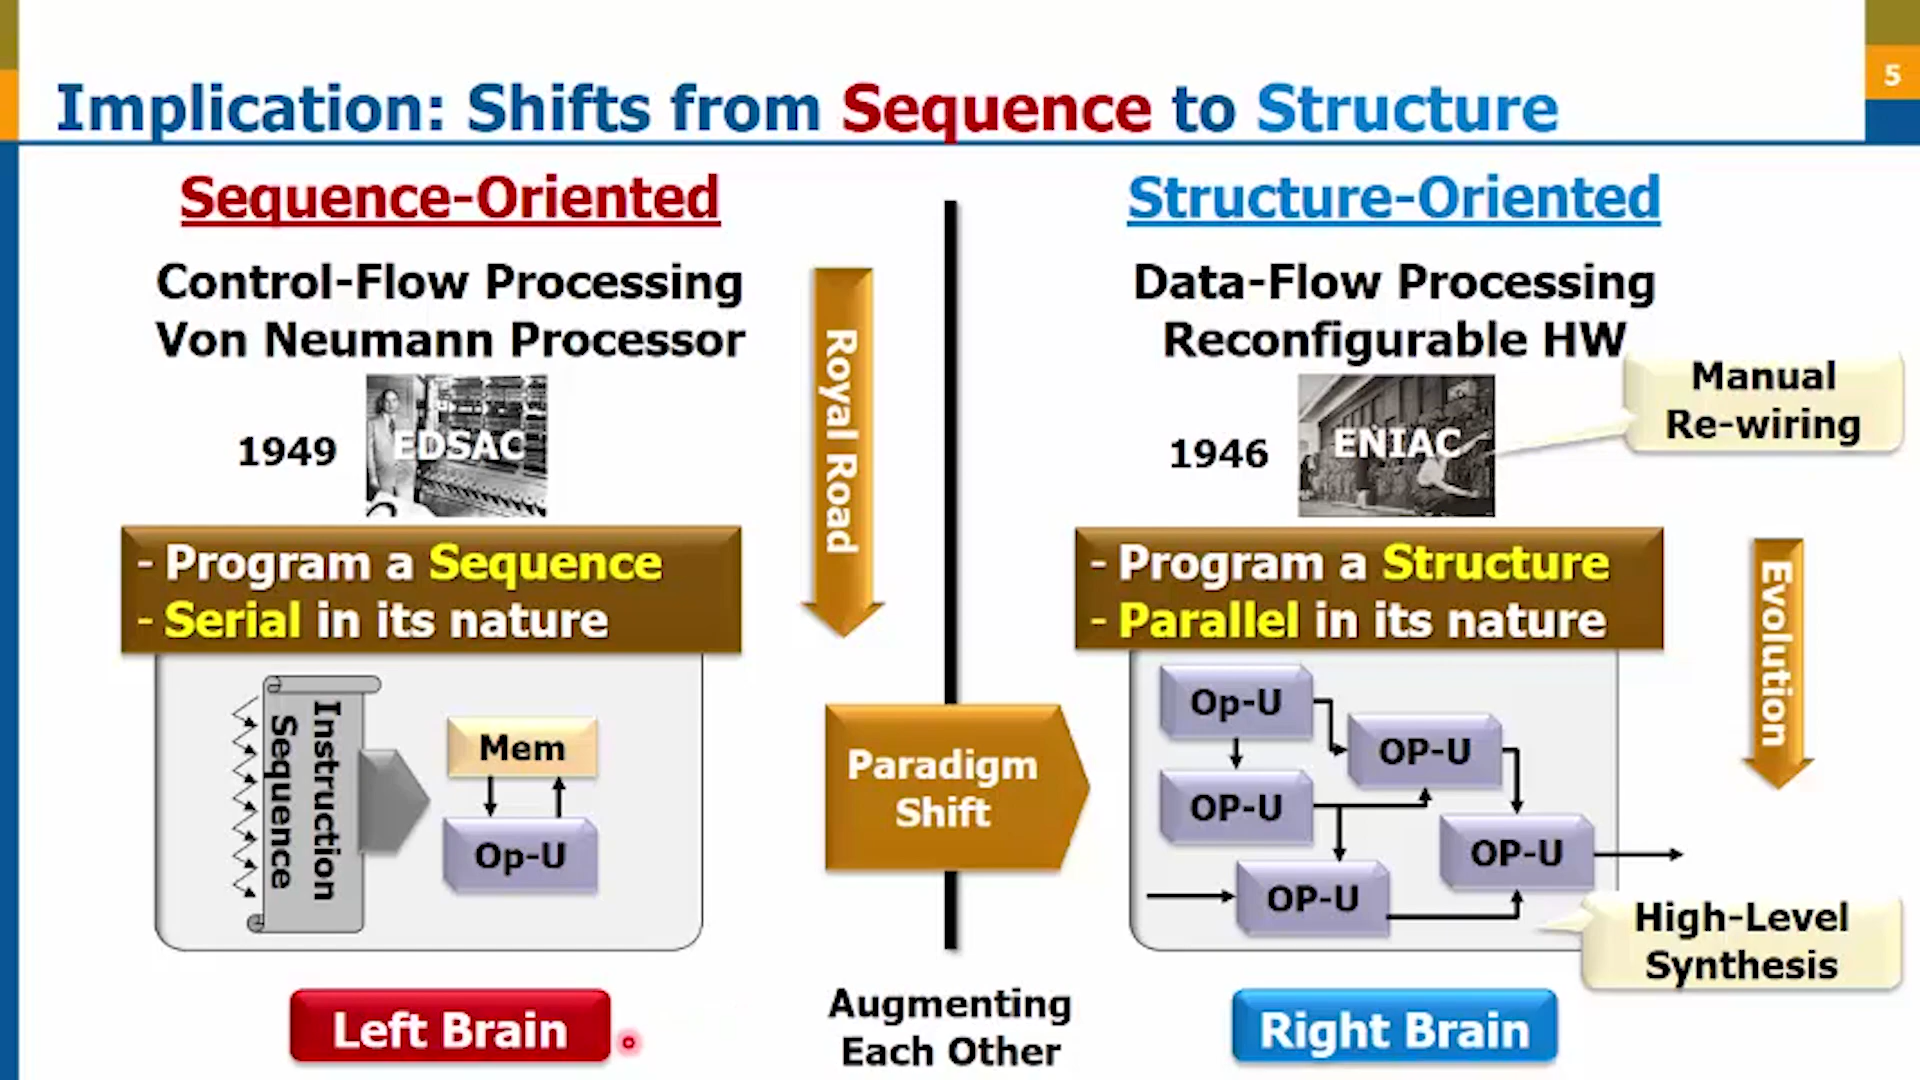 5
Implication: Shifts from Sequence to Structure
Sequence-Oriented
Control-Flow Processing
Von Neumann Processor
1949
EDSAC
- Program a Sequence
- Serial in its nature
Instruction
Sequence
Mem
Op-U
Left Brain
Royal Road
Paradigm
Shift
Augmenting
Each Other
Structure-Oriented
Data-Flow Processing
Reconfigurable HW
1946
ENIAC
Manual
Re-wiring
- Program a Structure
- Parallel in its nature
Evolution
Op-U
OP-U
OP-U
OP-U
OP-U
High-Level
Synthesis
Right Brain